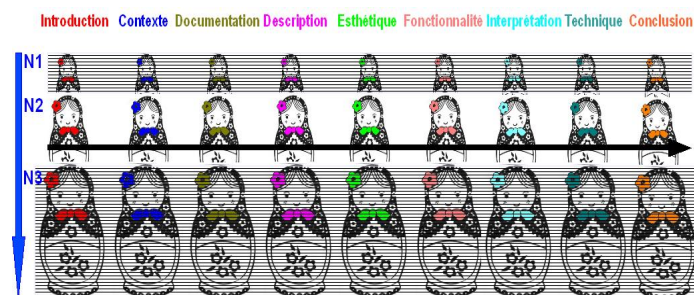 Introduction Contexte Documentation Description Esthétique Fonctionnalité Interprétation Technique Conclusion
N1
N2
N3